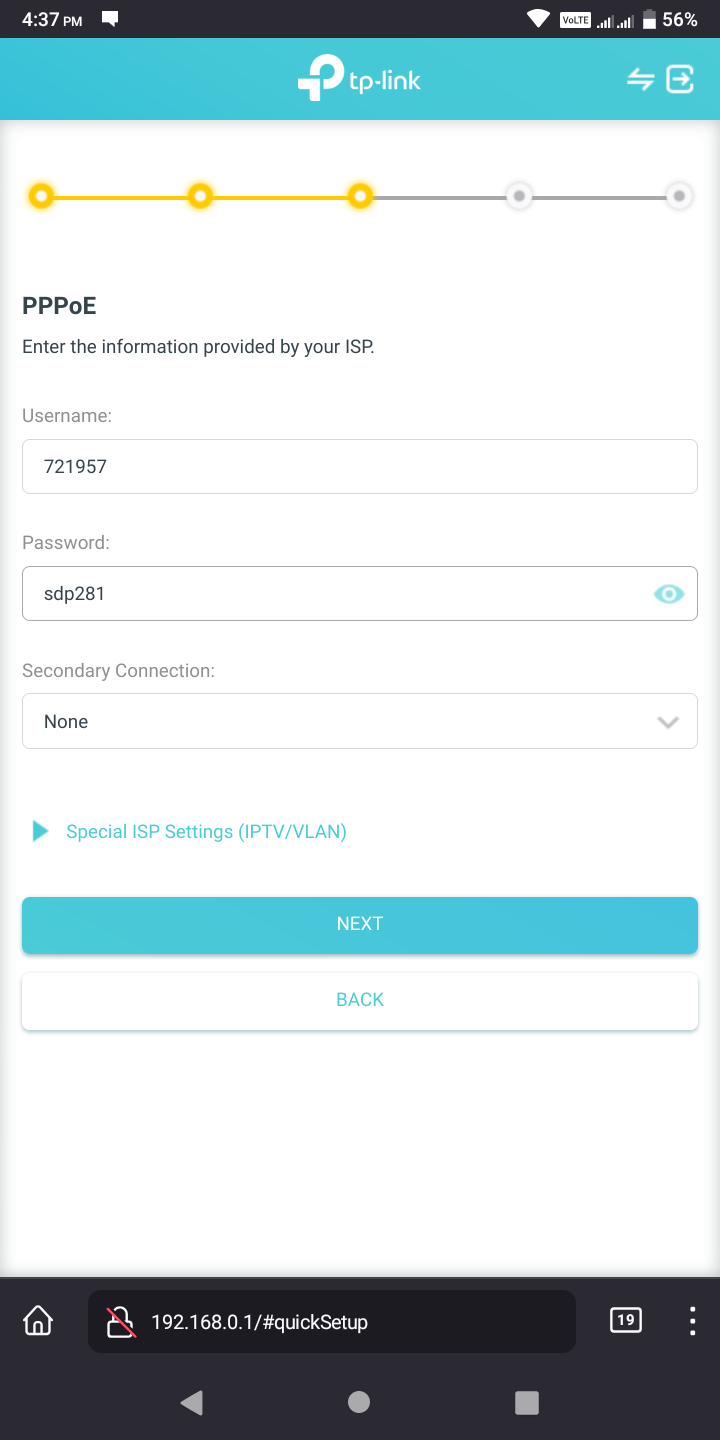 4:37 PM
VoLTE
56%
tp-link
PPPoE
Enter the information provided by your ISP.
Username:
721957
Password:
sdp281
Secondary Connection:
None
Special ISP Settings (IPTV/VLAN)
NEXT
BACK
192.168.0.1/#quickSetup
19